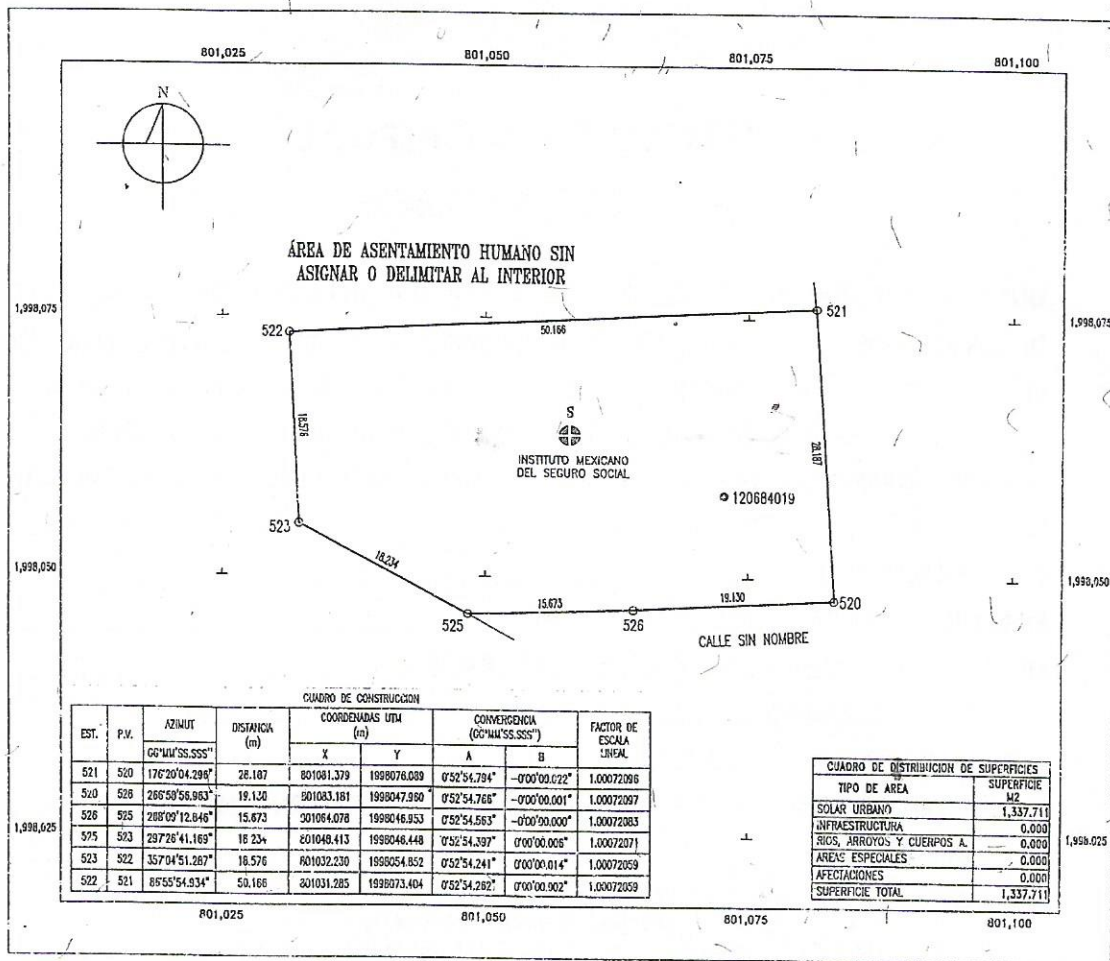 801,025 801,050 801,075 801,100
N
ÁREA DE ASENTAMIENTO HUMANO SIN
ASIGNAR O DELIMITAR AL INTERIOR
1,998,075 1,998,075
522 50.166 521
18.576
S
INSTITUTO MEXICANO
DEL SEGURO SOCIAL
28.187
120684019
523
18.234
1,998,050 1,998,050
525 15.673 526 19.130 520
CALLE SIN NOMBRE
CUADRO DE CONSTRUCCION
EST. P.V. AZIMUT DISTANCIA (m) COORDENADAS UTM (m) CONVERGENCIA (GG°MM'SS.SSS") FACTOR DE ESCALA LINEAL
GG°MM'SS.SSS" X Y A B
521 520 176°20'04.296" 28.187 801081.379 1998076.089 0°52'54.794" -0°00'00.022" 1.00072096
520 526 266°58'56.963" 19.130 801083.181 1998047.960 0°52'54.766" -0°00'00.001" 1.00072097
526 525 268°09'12.846" 15.673 801064.078 1998046.953 0°52'54.563" -0°00'00.000" 1.00072083
525 523 297°26'41.169" 18.234 801048.413 1998046.448 0°52'54.397" 0°00'00.006" 1.00072071
523 522 357°04'51.287" 18.576 801032.230 1998054.852 0°52'54.241" 0°00'00.014" 1.00072059
522 521 86°55'54.934" 50.166 801031.285 1998073.404 0°52'54.262" 0°00'00.902" 1.00072059
CUADRO DE DISTRIBUCION DE SUPERFICIES
TIPO DE AREA SUPERFICIE M2
SOLAR URBANO 1,337.711
INFRAESTRUCTURA 0.000
RIOS, ARROYOS Y CUERPOS A. 0.000
AREAS ESPECIALES 0.000
AFECTACIONES 0.000
SUPERFICIE TOTAL 1,337.711
1,998,025 1,998,025
801,025 801,050 801,075 801,100